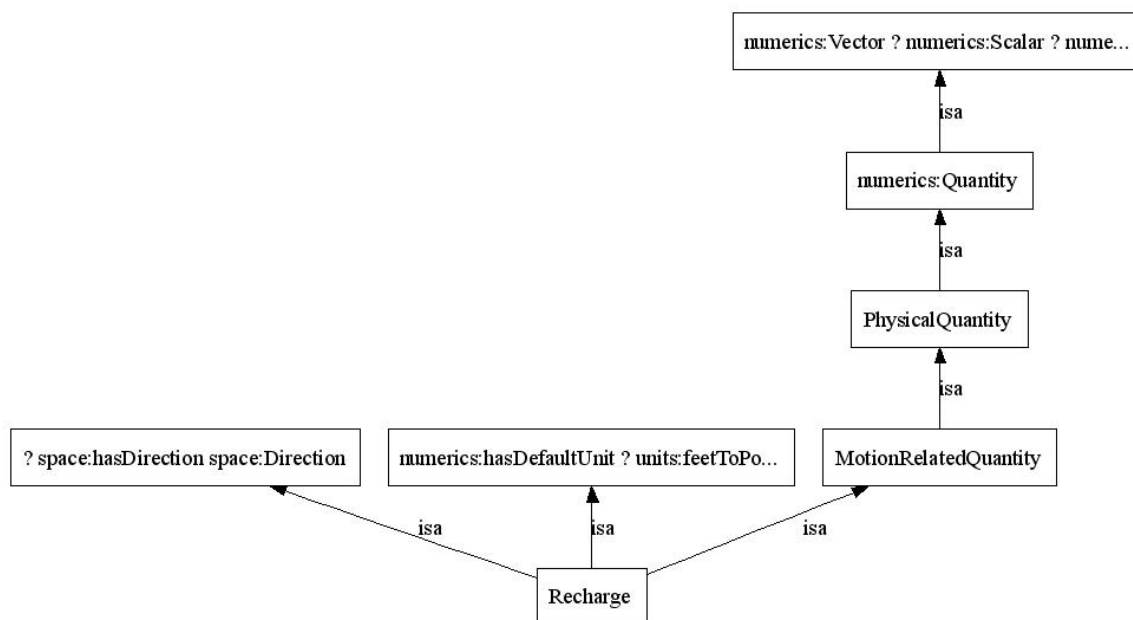 numerics:Vector ? numerics:Scalar ? nume...
isa
numerics:Quantity
isa
PhysicalQuantity
isa
? space:hasDirection space:Direction
numerics:hasDefaultUnit ? units:feetToPo...
MotionRelatedQuantity
isa
isa
isa
Recharge